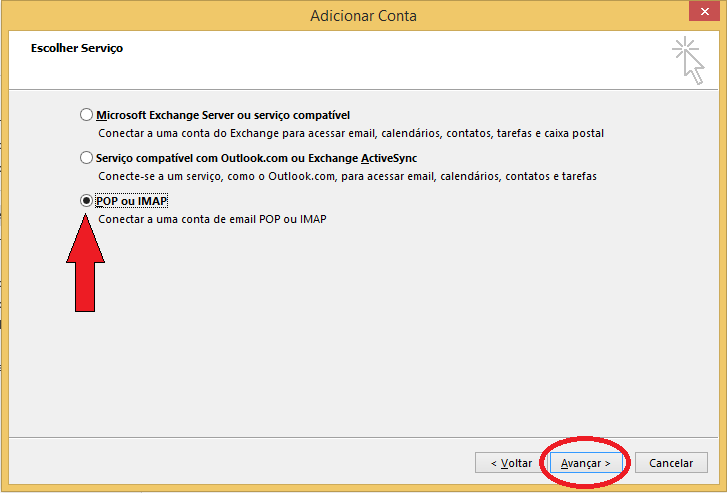 Adicionar Conta
Escolher Serviço
Microsoft Exchange Server ou serviço compatível
Conectar a uma conta do Exchange para acessar email, calendários, contatos, tarefas e caixa postal
Serviço compatível com Outlook.com ou Exchange ActiveSync
Conecte-se a um serviço, como o Outlook.com, para acessar email, calendários, contatos e tarefas
POP ou IMAP
Conectar a uma conta de email POP ou IMAP
< Voltar Avançar > Cancelar